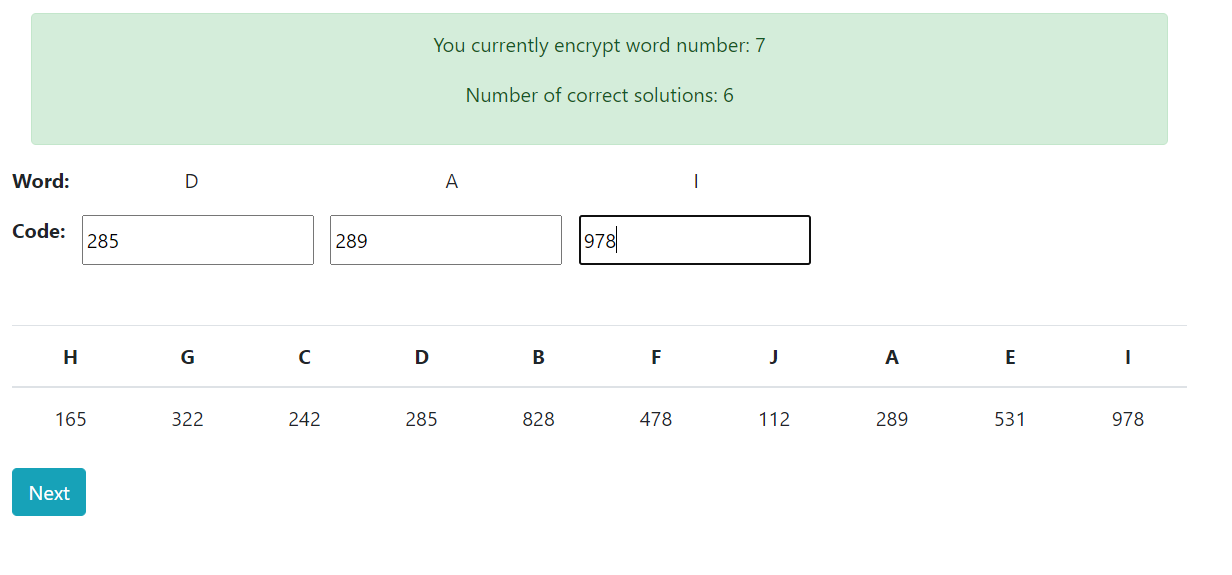 You currently encrypt word number: 7
Number of correct solutions: 6
Word: D A I
Code: 285 289 978
H G C D B F J A E I
165 322 242 285 828 478 112 289 531 978
Next